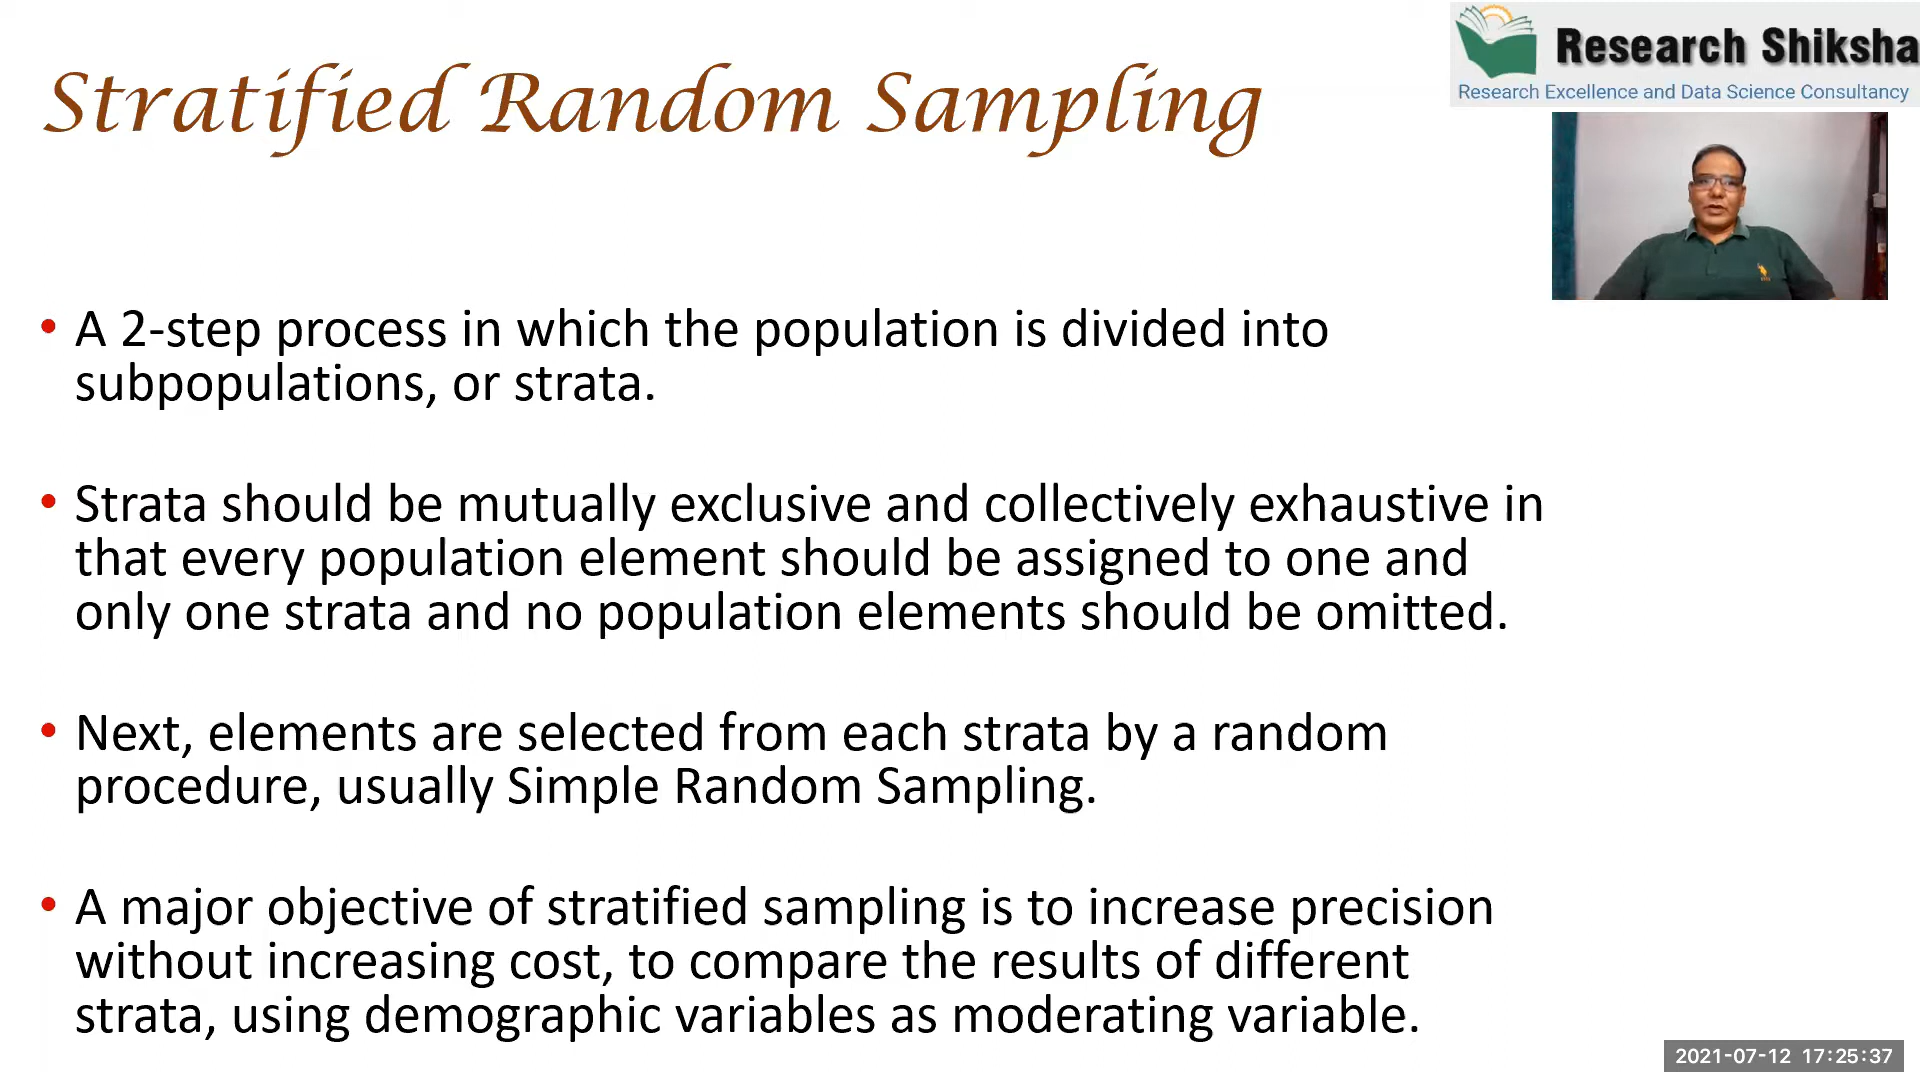 Stratified Random Sampling
Research Shiksha
Research Excellence and Data Science Consultancy
• A 2-step process in which the population is divided into
subpopulations, or strata.
• Strata should be mutually exclusive and collectively exhaustive in
that every population element should be assigned to one and
only one strata and no population elements should be omitted.
• Next, elements are selected from each strata by a random
procedure, usually Simple Random Sampling.
• A major objective of stratified sampling is to increase precision
without increasing cost, to compare the results of different
strata, using demographic variables as moderating variable.
2021-07-12 17:25:37